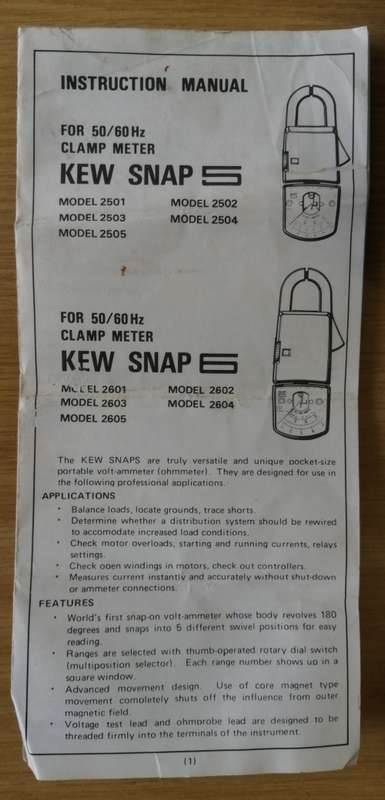 INSTRUCTION MANUAL
FOR 50/60Hz
CLAMP METER
KEW SNAP 5
MODEL 2501 MODEL 2502
MODEL 2503 MODEL 2504
MODEL 2505
FOR 50/60Hz
CLAMP METER
KEW SNAP 6
MODEL 2601 MODEL 2602
MODEL 2603 MODEL 2604
MODEL 2605
The KEW SNAPS are truly versatile and unique pocket-size
portable volt-ammeter (ohmmeter). They are designed for use in
the following professional applications.
APPLICATIONS
• Balance loads, locate grounds, trace shorts.
• Determine whether a distribution system should be rewired
to accomodate increased load conditions.
• Check motor overloads, starting and running currents, relays
settings.
• Check open windings in motors, check out controllers.
• Measures current instantly and accurately without shut-down
or ammeter connections.
FEATURES
• World's first snap-on volt-ammeter whose body revolves 180
degrees and snaps into 5 different swivel positions for easy
reading.
• Ranges are selected with thumb-operated rotary dial switch
(multiposition selector). Each range number shows up in a
square window.
• Advanced movement design. Use of core magnet type
movement completely shuts off the influence from outer
magnetic field.
• Voltage test lead and ohmprobe lead are designed to be
threaded firmly into the terminals of the instrument.
(1)